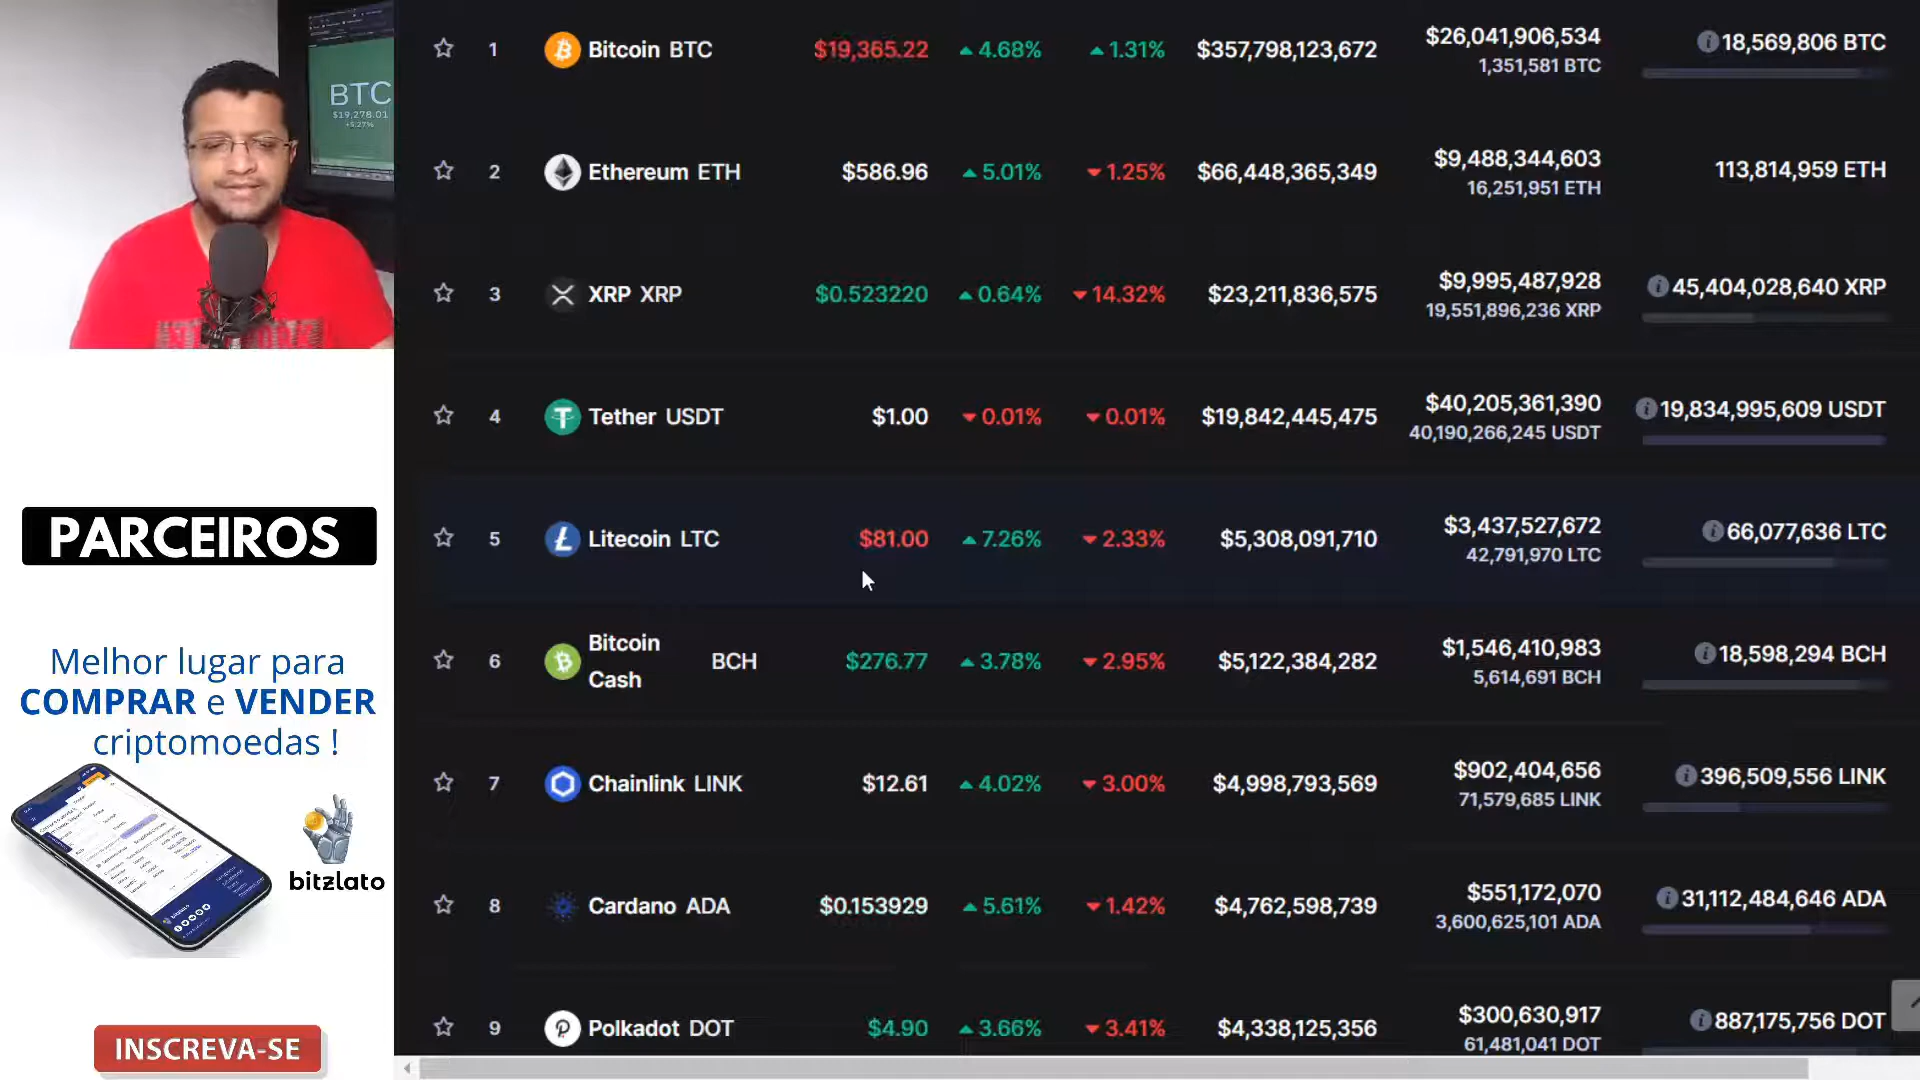 BTC
$19,278.01
+5.27%
1 Bitcoin BTC $19,365.22 4.68% 1.31% $357,798,123,672 $26,041,906,534 18,569,806 BTC
1,351,581 BTC
2 Ethereum ETH $586.96 5.01% 1.25% $66,448,365,349 $9,488,344,603 113,814,959 ETH
16,251,951 ETH
3 XRP XRP $0.523220 0.64% 14.32% $23,211,836,575 $9,995,487,928 45,404,028,640 XRP
19,551,896,236 XRP
4 Tether USDT $1.00 0.01% 0.01% $19,842,445,475 $40,205,361,390 19,834,995,609 USDT
40,190,266,245 USDT
5 Litecoin LTC $81.00 7.26% 2.33% $5,308,091,710 $3,437,527,672 66,077,636 LTC
42,791,970 LTC
6 Bitcoin Cash BCH $276.77 3.78% 2.95% $5,122,384,282 $1,546,410,983 18,598,294 BCH
5,614,691 BCH
7 Chainlink LINK $12.61 4.02% 3.00% $4,998,793,569 $902,404,656 396,509,556 LINK
71,579,685 LINK
8 Cardano ADA $0.153929 5.61% 1.42% $4,762,598,739 $551,172,070 31,112,484,646 ADA
3,600,625,101 ADA
9 Polkadot DOT $4.90 3.66% 3.41% $4,338,125,356 $300,630,917 887,175,756 DOT
61,481,041 DOT
PARCEIROS
Melhor lugar para
COMPRAR e VENDER
criptomoedas !
bitzlato
INSCREVA-SE